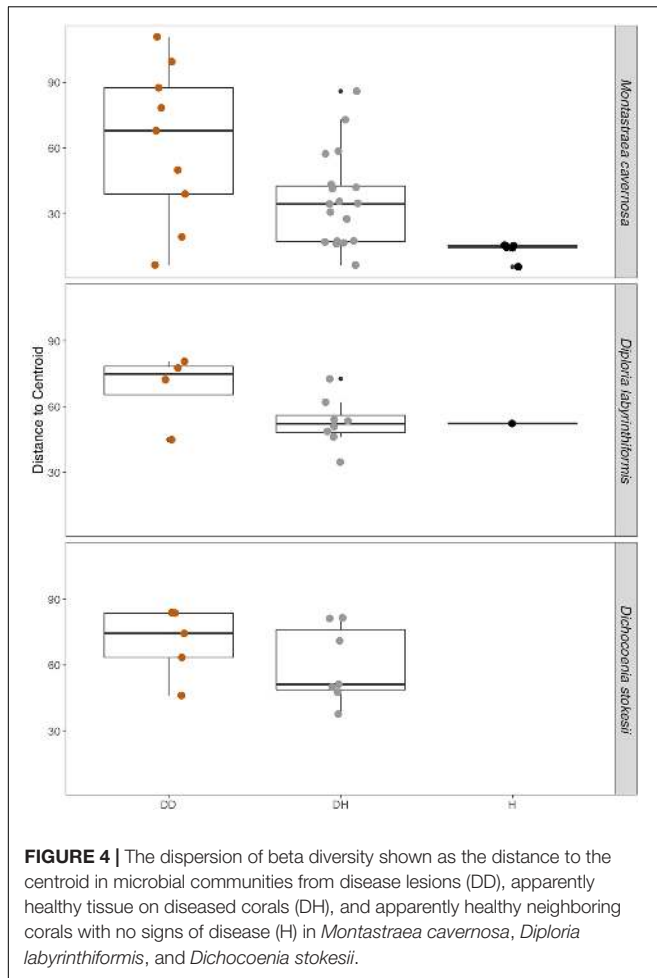 90
60
30
Montastraea cavernosa
90
60
30
Diploria labyrinthiformis
Distance to Centroid
90
60
30
Dichocoenia stokesii
DD DH H
FIGURE 4 | The dispersion of beta diversity shown as the distance to the
centroid in microbial communities from disease lesions (DD), apparently
healthy tissue on diseased corals (DH), and apparently healthy neighboring
corals with no signs of disease (H) in Montastraea cavernosa, Diploria
labyrinthiformis, and Dichocoenia stokesii.